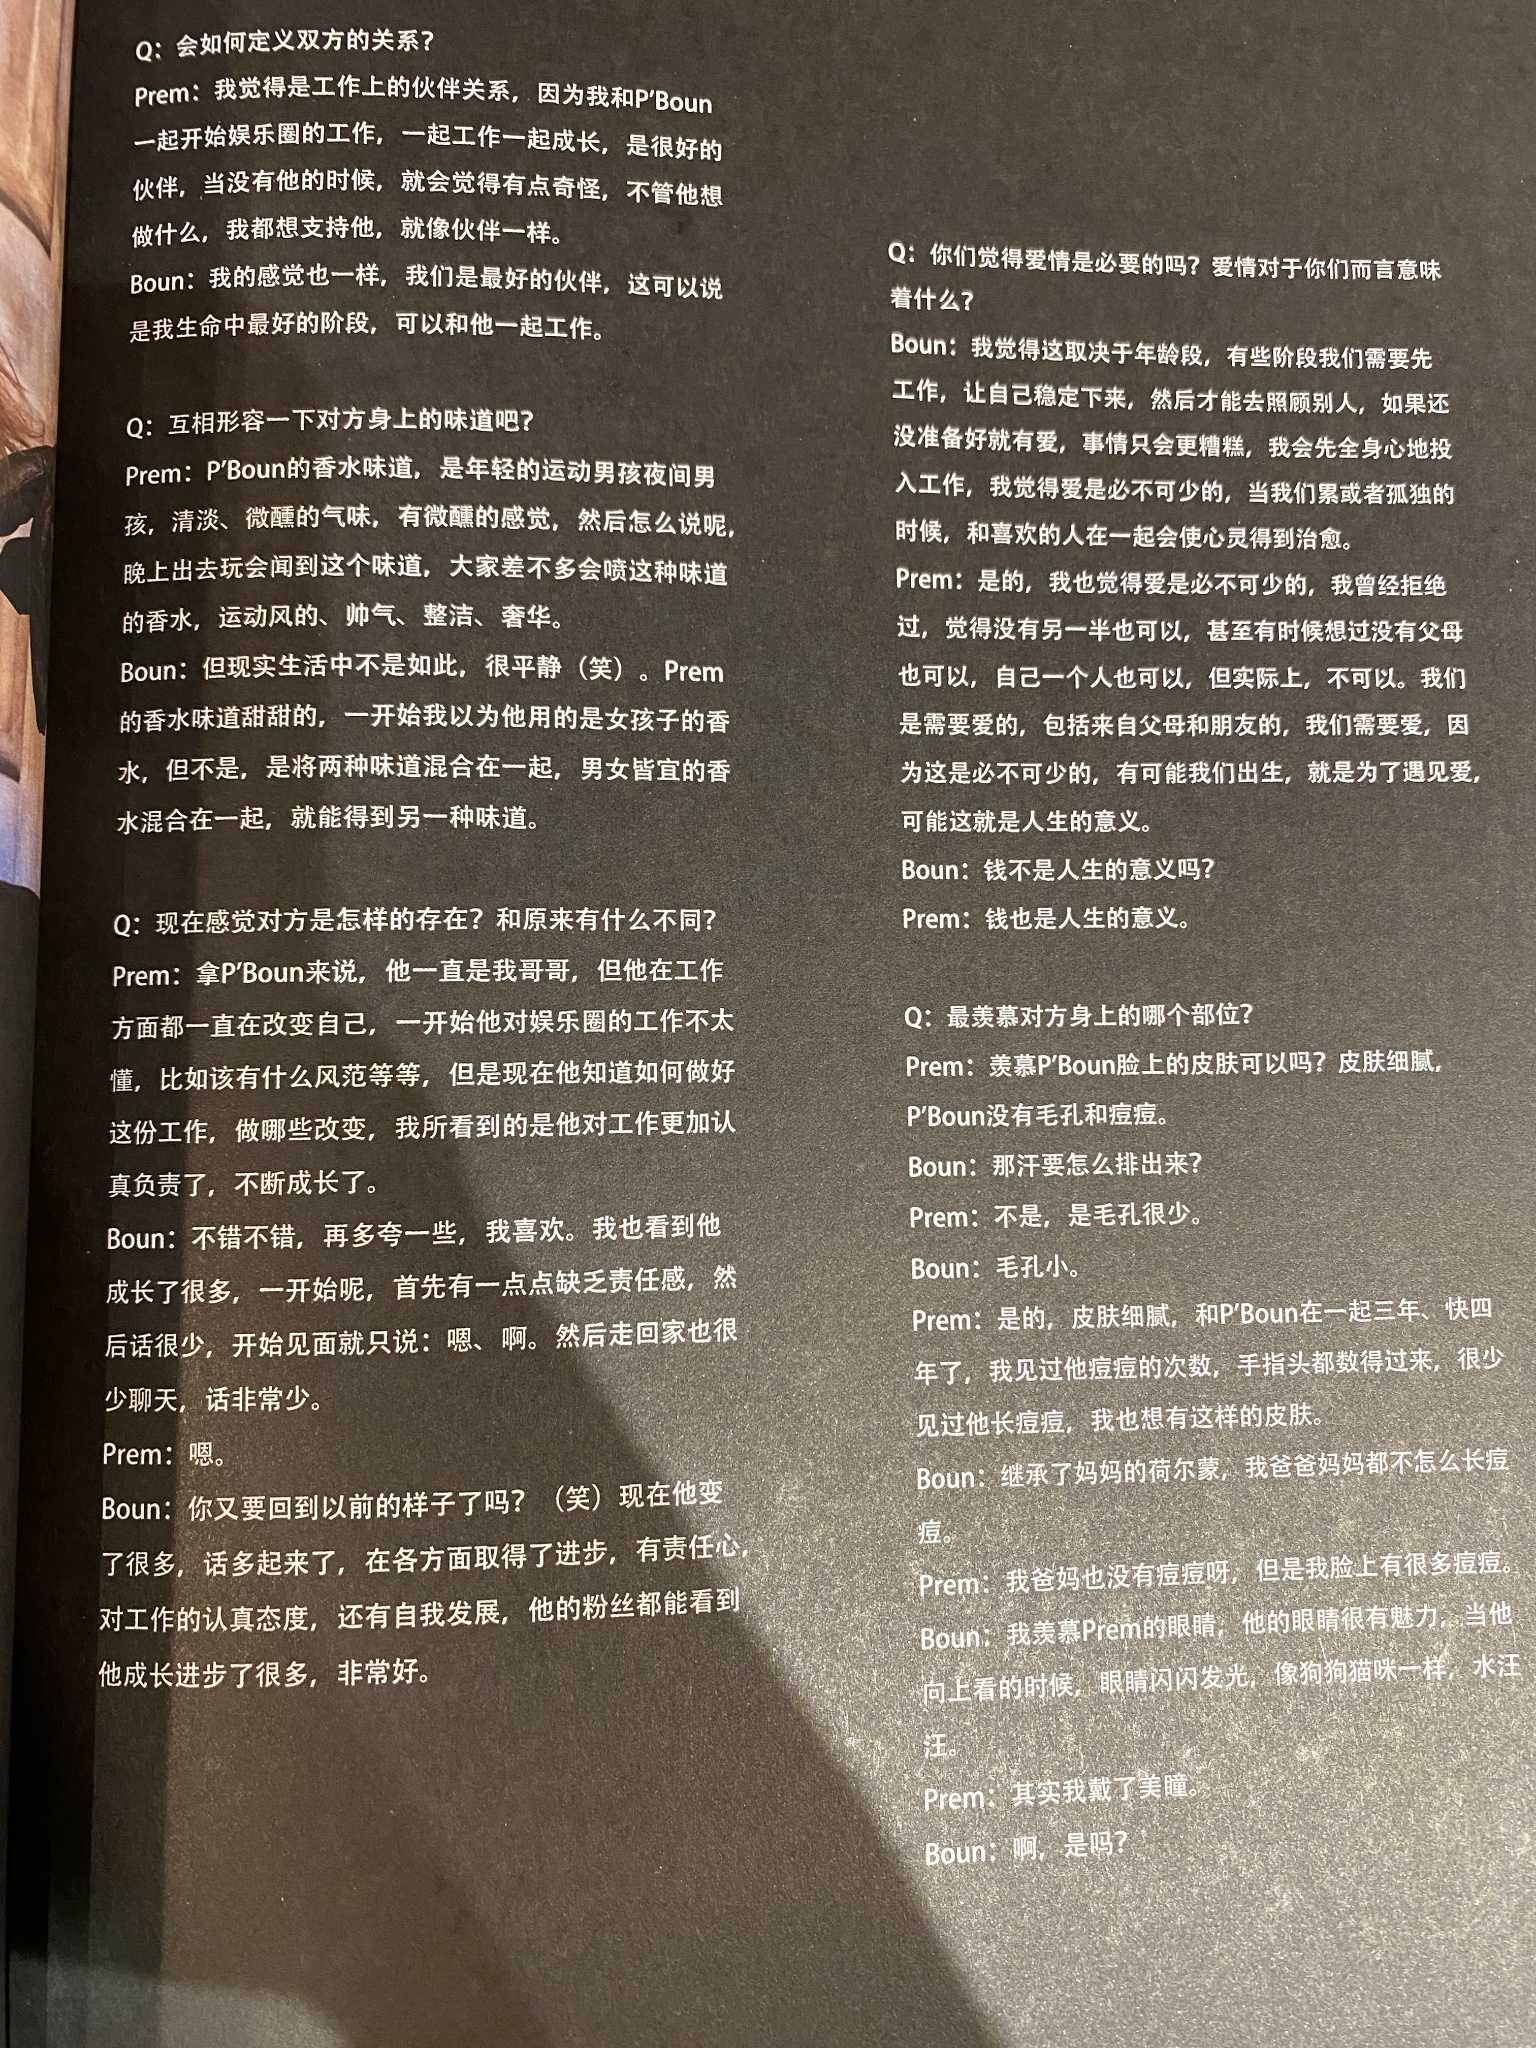 Q：会如何定义双方的关系？
Prem：我觉得是工作上的伙伴关系，因为我和P'Boun
一起开始娱乐圈的工作，一起工作一起成长，是很好的
伙伴，当没有他的时候，就会觉得有点奇怪，不管他想
做什么，我都想支持他，就像伙伴一样。
Boun：我的感觉也一样，我们是最好的伙伴，这可以说
是我生命中最好的阶段，可以和他一起工作。
Q：互相形容一下对方身上的味道吧？
Prem：P'Boun的香水味道，是年轻的运动男孩夜间男
孩，清淡、微醺的气味，有微醺的感觉，然后怎么说呢，
晚上出去玩会闻到这个味道，大家差不多会喷这种味道
的香水，运动风的、帅气、整洁、奢华。
Boun：但现实生活中不是如此，很平静（笑）。Prem
的香水味道甜甜的，一开始我以为他用的是女孩子的香
水，但不是，是将两种味道混合在一起，男女皆宜的香
水混合在一起，就能得到另一种味道。
Q：现在感觉对方是怎样的存在？和原来有什么不同？
Prem：拿P'Boun来说，他一直是我哥哥，但他在工作
方面都一直在改变自己，一开始他对娱乐圈的工作不太
懂，比如该有什么风范等等，但是现在他知道如何做好
这份工作，做哪些改变，我所看到的是他对工作更加认
真负责了，不断成长了。
Boun：不错不错，再多夸一些，我喜欢。我也看到他
成长了很多，一开始呢，首先有一点点缺乏责任感，然
后话很少，开始见面就只说：嗯、啊。然后走回家也很
少聊天，话非常少。
Prem：嗯。
Boun：你又要回到以前的样子了吗？（笑）现在他变
了很多，话多起来了，在各方面取得了进步，有责任心，
对工作的认真态度，还有自我发展，他的粉丝都能看到
他成长进步了很多，非常好。
Q：你们觉得爱情是必要的吗？爱情对于你们而言意味
着什么？
Boun：我觉得这取决于年龄段，有些阶段我们需要先
工作，让自己稳定下来，然后才能去照顾别人，如果还
没准备好就有爱，事情只会更糟糕，我会先全身心地投
入工作，我觉得爱是必不可少的，当我们累或者孤独的
时候，和喜欢的人在一起会使心灵得到治愈。
Prem：是的，我也觉得爱是必不可少的，我曾经拒绝
过，觉得没有另一半也可以，甚至有时候想过没有父母
也可以，自己一个人也可以，但实际上，不可以。我们
是需要爱的，包括来自父母和朋友的，我们需要爱，因
为这是必不可少的，有可能我们出生，就是为了遇见爱，
可能这就是人生的意义。
Boun：钱不是人生的意义吗？
Prem：钱也是人生的意义。
Q：最羡慕对方身上的哪个部位？
Prem：羡慕P'Boun脸上的皮肤可以吗？皮肤细腻，
P'Boun没有毛孔和痘痘。
Boun：那汗要怎么排出来？
Prem：不是，是毛孔很少。
Boun：毛孔小。
Prem：是的，皮肤细腻，和P'Boun在一起三年、快四
年了，我见过他痘痘的次数，手指头都数得过来，很少
见过他长痘痘，我也想有这样的皮肤。
Boun：继承了妈妈的荷尔蒙，我爸爸妈妈都不怎么长痘
痘。
Prem：我爸妈也没有痘痘呀，但是我脸上有很多痘痘。
Boun：我羡慕Prem的眼睛，他的眼睛很有魅力，当他
向上看的时候，眼睛闪闪发光，像狗狗猫咪一样，水汪
汪。
Prem：其实我戴了美瞳。
Boun：啊，是吗？